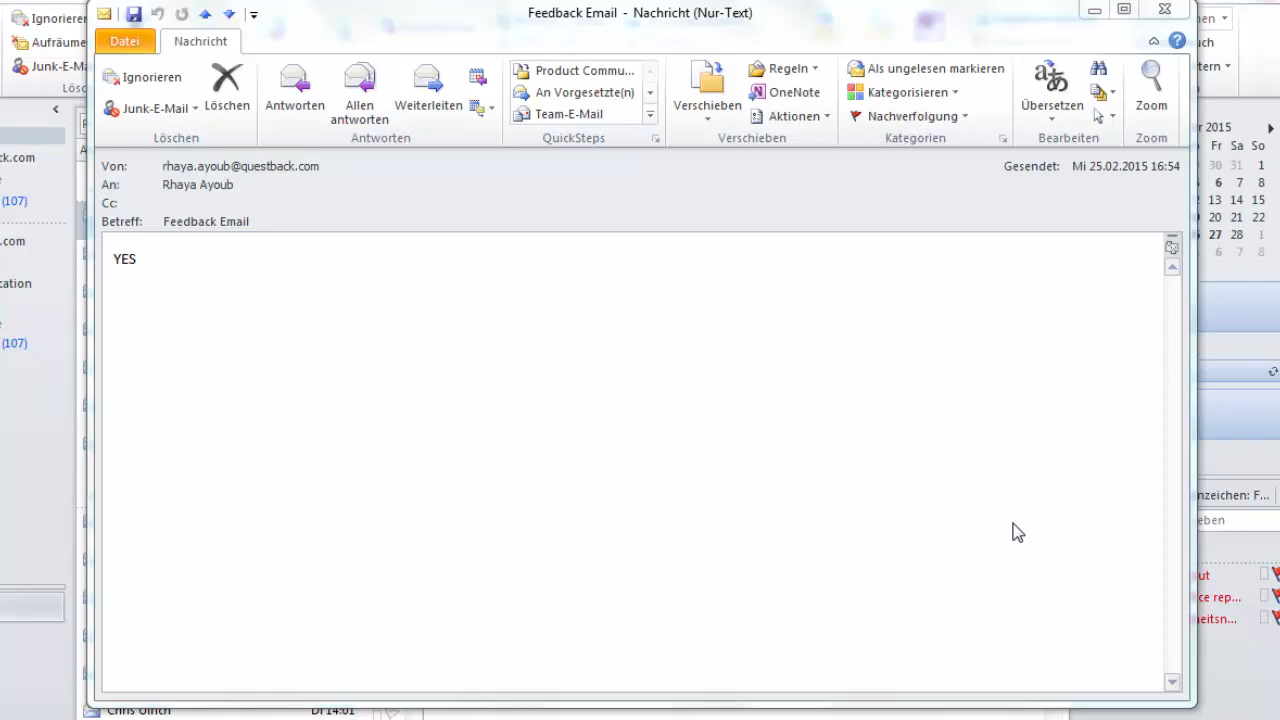 Feedback Email - Nachricht (Nur-Text)
Datei
Nachricht
Ignorieren
Junk-E-Mail
Löschen
Löschen
Antworten
Allen
antworten
Weiterleiten
Antworten
Product Commu...
An Vorgesetzte(n)
Team-E-Mail
QuickSteps
Verschieben
Regeln
OneNote
Aktionen
Verschieben
Als ungelesen markieren
Kategorisieren
Nachverfolgung
Kategorien
Übersetzen
Bearbeiten
Zoom
Zoom
Von: rhaya.ayoub@questback.com
Gesendet: Mi 25.02.2015 16:54
An: Rhaya Ayoub
Cc:
Betreff: Feedback Email
YES
Ignorieren
Aufräume
Junk-E-Ma
Lösc
ck.com
(107)
.com
cation
(107)
Chris Ulrich Di 14:01
r 2015
Fr Sa So
30 31 1
6 7 8
13 14 15
20 21 22
27 28 1
6 7 8
nzeichen: F...
eben
ut
ce rep...
eitsn...